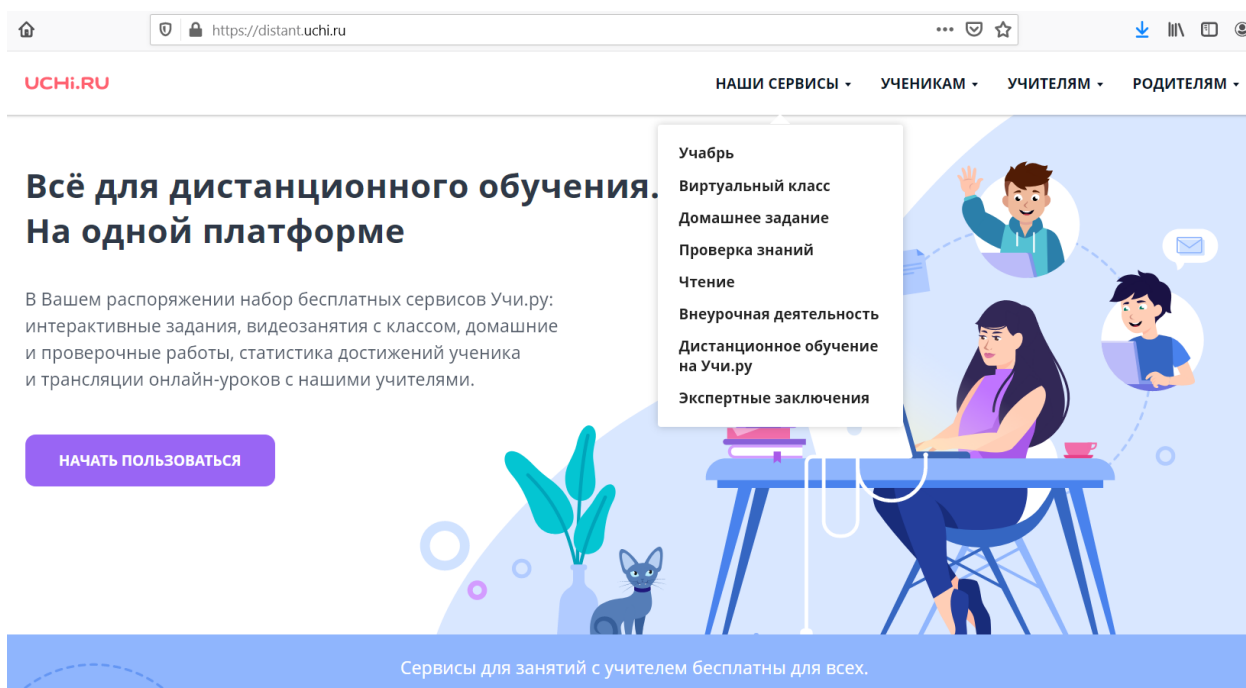 https://distant.uchi.ru
UCHi.RU
НАШИ СЕРВИСЫ
УЧЕНИКАМ
УЧИТЕЛЯМ
РОДИТЕЛЯМ
Учабрь
Виртуальный класс
Домашнее задание
Проверка знаний
Чтение
Внеурочная деятельность
Дистанционное обучение
на Учи.ру
Экспертные заключения
Всё для дистанционного обучения.
На одной платформе
В Вашем распоряжении набор бесплатных сервисов Учи.ру:
интерактивные задания, видеозанятия с классом, домашние
и проверочные работы, статистика достижений ученика
и трансляции онлайн-уроков с нашими учителями.
НАЧАТЬ ПОЛЬЗОВАТЬСЯ
Сервисы для занятий с учителем бесплатны для всех.